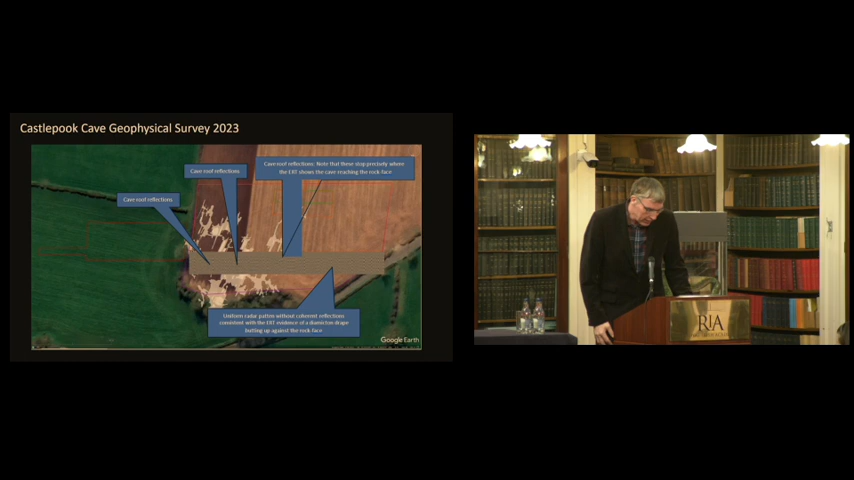 Castlepook Cave Geophysical Survey 2023
Cave roof reflections: Note that these stop precisely where
the ERT shows the cave reaching the rock face
Cave roof reflections
Cave roof reflections
Uniform radar pattern without coherent reflections
consistent with the ERT evidence of a diamicton drape
butting up against the rock face
Google Earth
RIA